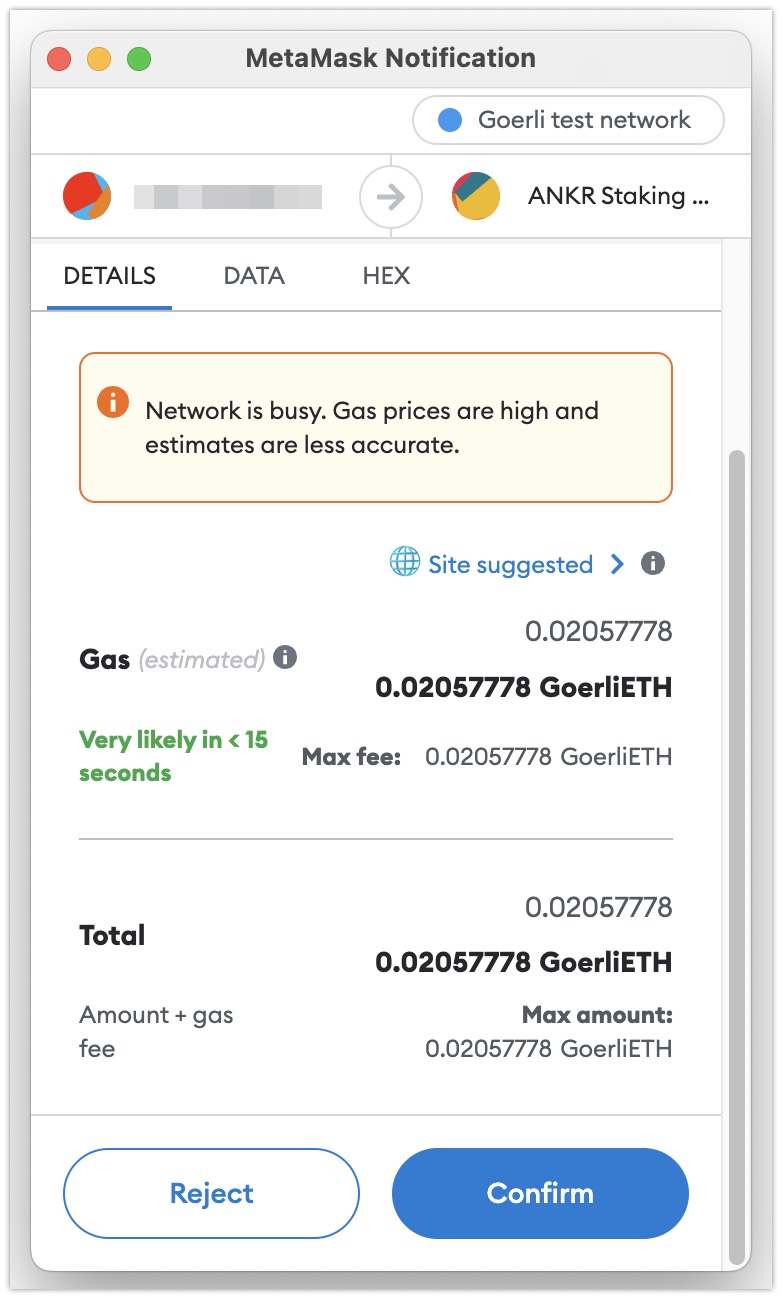 MetaMask Notification
Goerli test network
ANKR Staking ...
DETAILS DATA HEX
Network is busy. Gas prices are high and
estimates are less accurate.
Site suggested
0.02057778
Gas (estimated)
0.02057778 GoerliETH
Very likely in < 15
seconds
Max fee: 0.02057778 GoerliETH
0.02057778
Total
0.02057778 GoerliETH
Amount + gas
fee
Max amount:
0.02057778 GoerliETH
Reject
Confirm